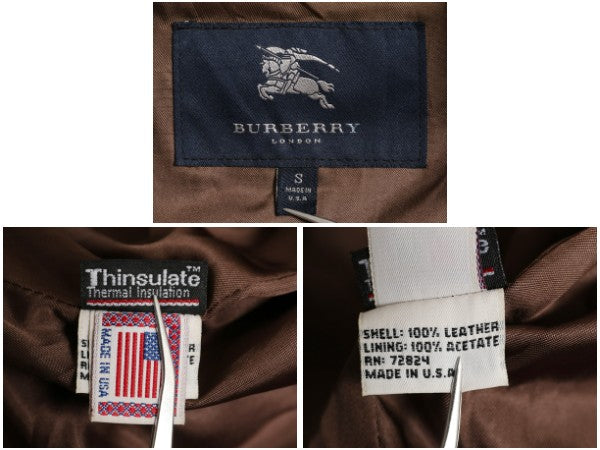 BURBERRY
LONDON
S
MADE IN
U.S.A
Thinsulate™
Thermal Insulation
MADE IN USA
SHELL: 100% LEATHER
LINING: 100% ACETATE
RN: 72824
MADE IN U.S.A.